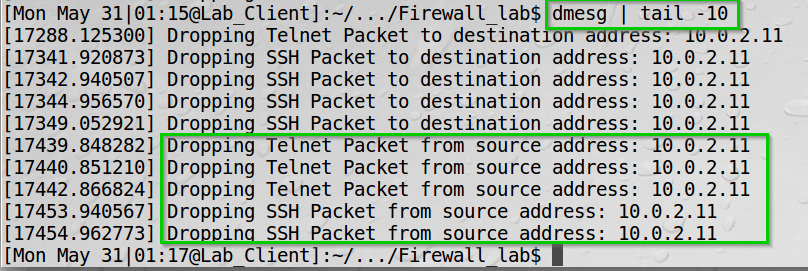 [Mon May 31|01:15@Lab_Client]:~/.../Firewall_lab$ dmesg | tail -10
[17288.125300] Dropping Telnet Packet to destination address: 10.0.2.11
[17341.920873] Dropping SSH Packet to destination address: 10.0.2.11
[17342.940507] Dropping SSH Packet to destination address: 10.0.2.11
[17344.956570] Dropping SSH Packet to destination address: 10.0.2.11
[17349.052921] Dropping SSH Packet to destination address: 10.0.2.11
[17439.848282] Dropping Telnet Packet from source address: 10.0.2.11
[17440.851210] Dropping Telnet Packet from source address: 10.0.2.11
[17442.866824] Dropping Telnet Packet from source address: 10.0.2.11
[17453.940567] Dropping SSH Packet from source address: 10.0.2.11
[17454.962773] Dropping SSH Packet from source address: 10.0.2.11
[Mon May 31|01:17@Lab_Client]:~/.../Firewall_lab$